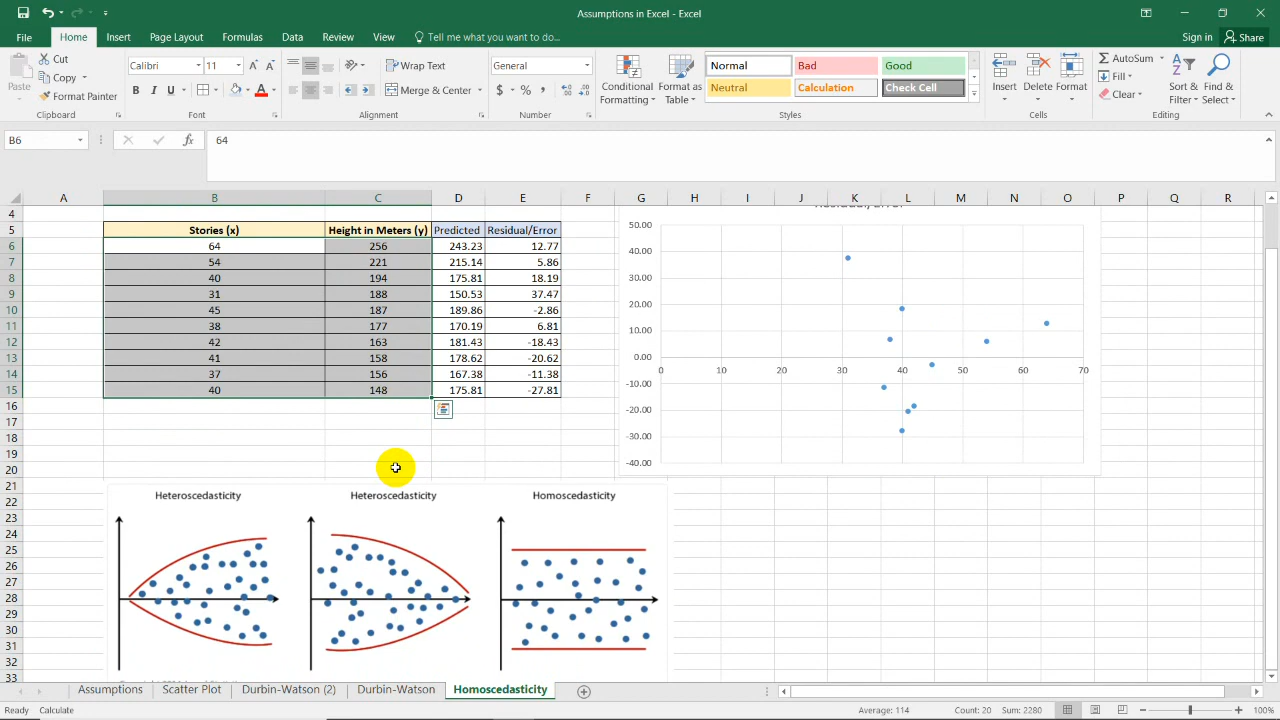 Assumptions in Excel - Excel
File Home Insert Page Layout Formulas Data Review View Tell me what you want to do... Sign in Share
Paste Cut Copy Format Painter Clipboard
Calibri 11 B I U A Font
Wrap Text Merge & Center Alignment
General $ % , Number
Conditional Formatting Format as Table
Normal Bad Good
Neutral Calculation Check Cell
Styles
Insert Delete Format Cells
AutoSum Fill Clear Sort & Filter Find & Select Editing
B6 fx 64
A B C D E F G H I J K L M N O P Q R
4
5 Stories (x) Height in Meters (y) Predicted Residual/Error
6 64 256 243.23 12.77
7 54 221 215.14 5.86
8 40 194 175.81 18.19
9 31 188 150.53 37.47
10 45 187 189.86 -2.86
11 38 177 170.19 6.81
12 42 163 181.43 -18.43
13 41 158 178.62 -20.62
14 37 156 167.38 -11.38
15 40 148 175.81 -27.81
16
17
18
19
20
21
22
23
24
25
26
27
28
29
30
31
32
33
50.00
40.00
30.00
20.00
10.00
0.00
0 10 20 30 40 50 60 70
-10.00
-20.00
-30.00
-40.00
Heteroscedasticity Heteroscedasticity Homoscedasticity
Assumptions Scatter Plot Durbin-Watson (2) Durbin-Watson Homoscedasticity
Ready Calculate Average: 114 Count: 20 Sum: 2280 100%